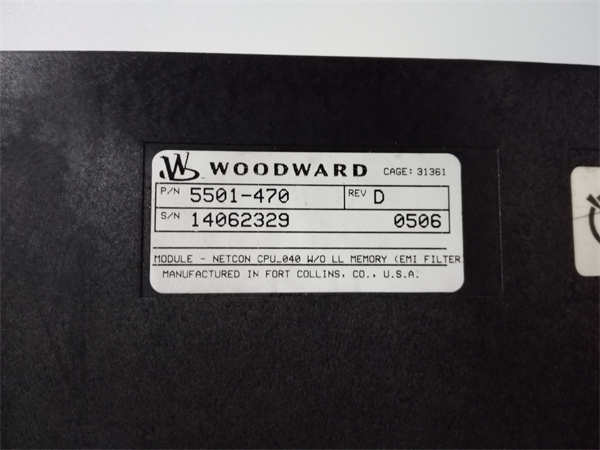 W WOODWARD CAGE: 31361
P/N 5501-470 REV D
S/N 14062329 0506
MODULE - NETCON CPU_040 W/O LL MEMORY (EMI FILTER
MANUFACTURED IN FORT COLLINS, CO., U.S.A.